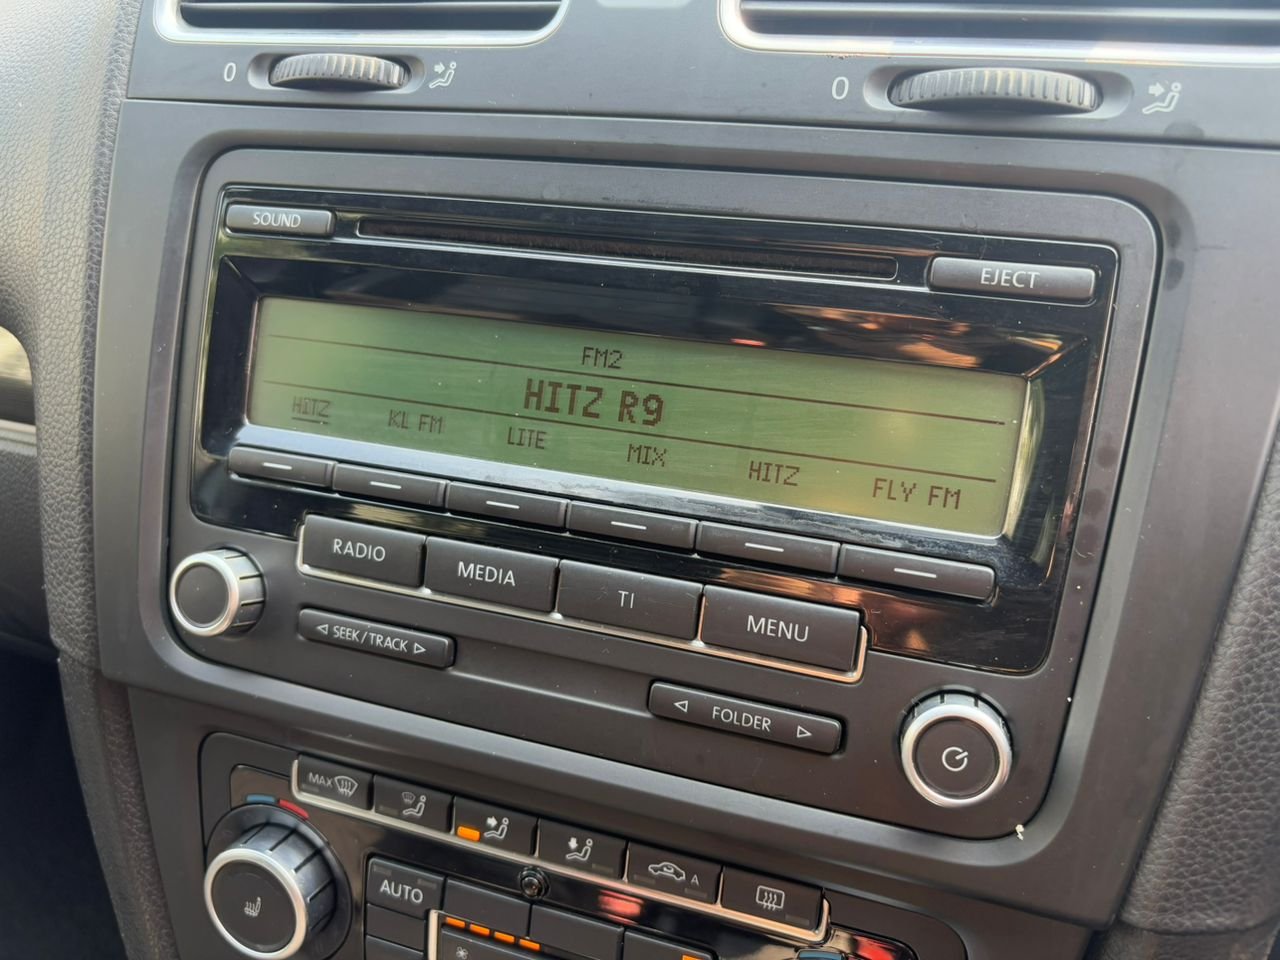 0
0
SOUND
EJECT
FM2
HITZ R9
HITZ KL FM LITE MIX HITZ FLY FM
RADIO MEDIA TI MENU
SEEK/TRACK
FOLDER
MAX
A
AUTO